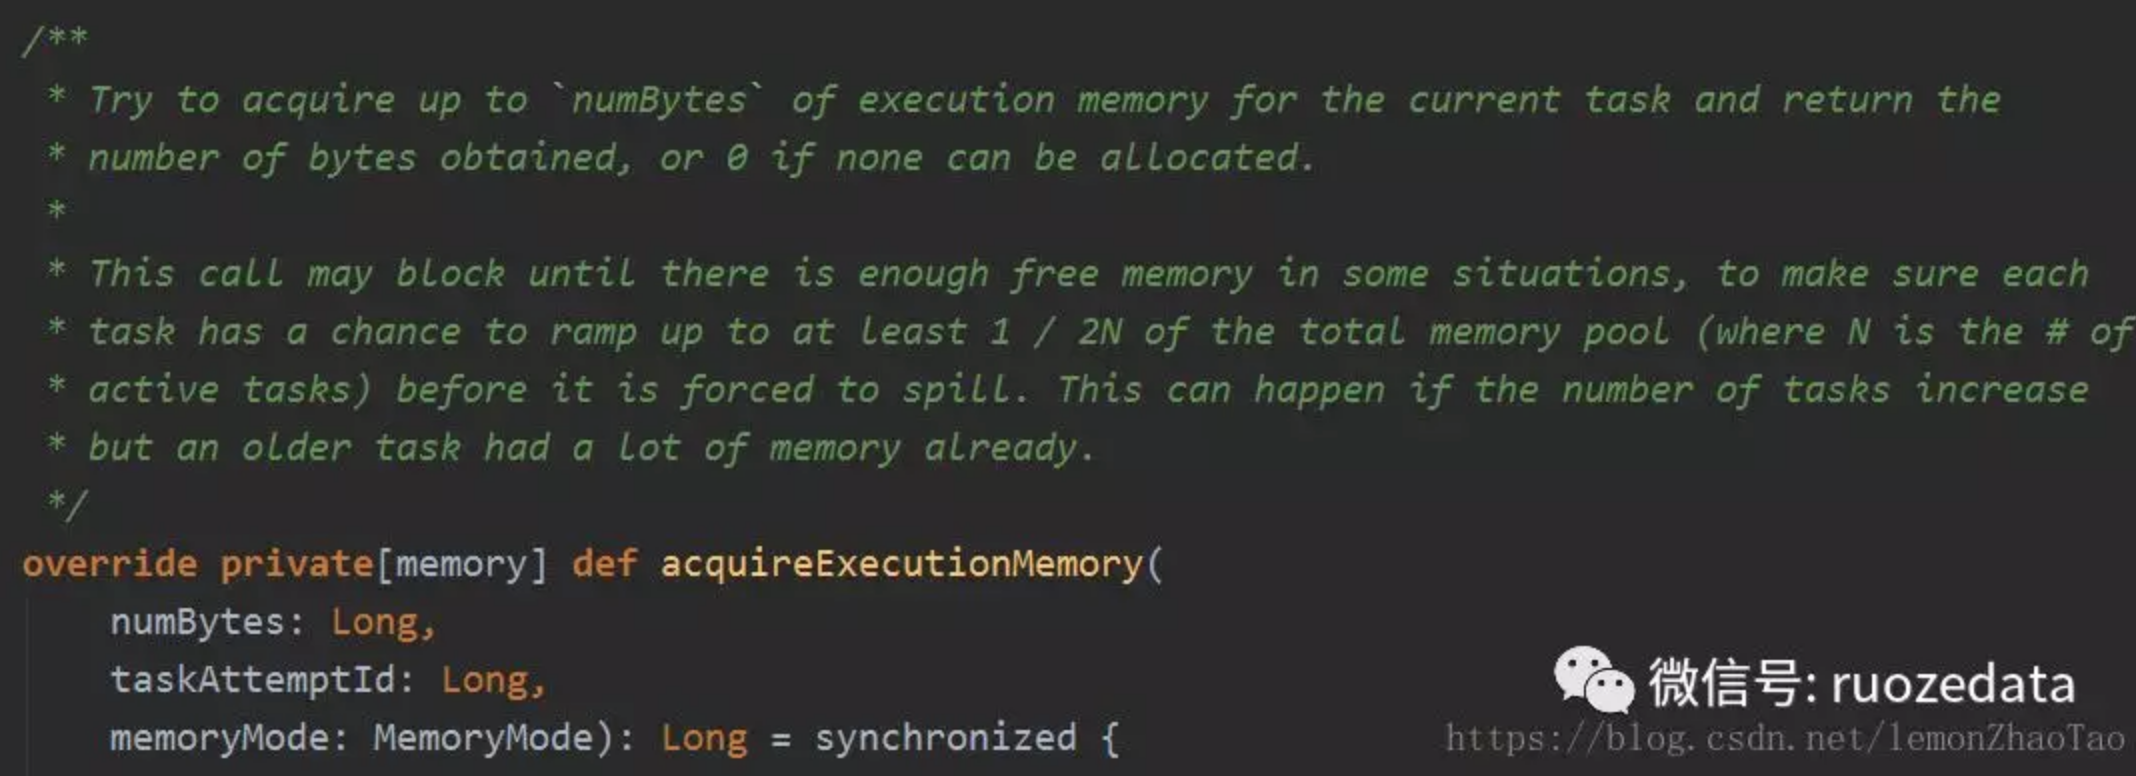 /**
* Try to acquire up to `numBytes` of execution memory for the current task and return the
* number of bytes obtained, or 0 if none can be allocated.
*
* This call may block until there is enough free memory in some situations, to make sure each
* task has a chance to ramp up to at least 1 / 2N of the total memory pool (where N is the # of
* active tasks) before it is forced to spill. This can happen if the number of tasks increase
* but an older task had a lot of memory already.
*/
override private[memory] def acquireExecutionMemory(
numBytes: Long,
taskAttemptId: Long,
memoryMode: MemoryMode): Long = synchronized {
微信号: ruozedata
https://blog.csdn.net/lemonZhaoTao